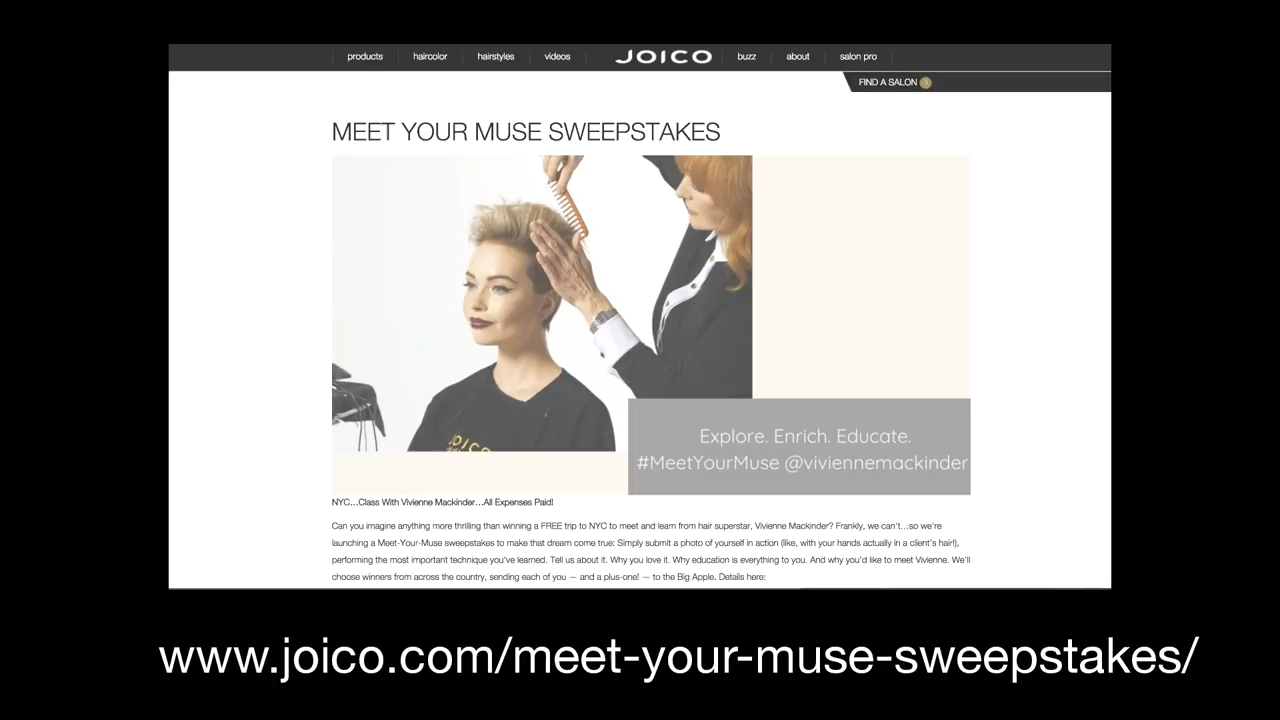 products haircolor hairstyles videos JOICO buzz about salon pro
FIND A SALON
MEET YOUR MUSE SWEEPSTAKES
JOICO
Explore. Enrich. Educate.
#MeetYourMuse @viviennemackinder
NYC...Class With Vivienne Mackinder...All Expenses Paid!
Can you imagine anything more thrilling than winning a FREE trip to NYC to meet and learn from hair superstar, Vivienne Mackinder? Frankly, we can't...so we're
launching a Meet-Your-Muse sweepstakes to make that dream come true: Simply submit a photo of yourself in action (like, with your hands actually in a client's hair!),
performing the most important technique you've learned. Tell us about it. Why you love it. Why education is everything to you. And why you'd like to meet Vivienne. We'll
choose winners from across the country, sending each of you — and a plus-one! — to the Big Apple. Details here:
www.joico.com/meet-your-muse-sweepstakes/